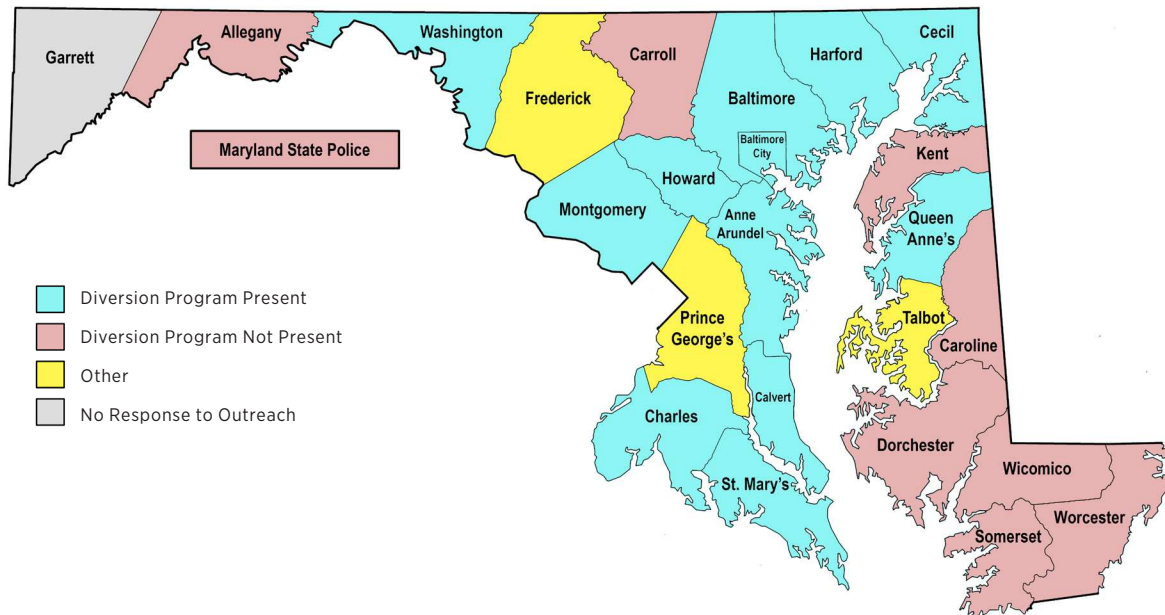 Garrett
Allegany
Washington
Frederick
Carroll
Baltimore
Harford
Cecil
Maryland State Police
Baltimore
City
Kent
Howard
Montgomery
Anne
Arundel
Queen
Anne's
Diversion Program Present
Diversion Program Not Present
Other
No Response to Outreach
Prince
George's
Talbot
Caroline
Calvert
Charles
Dorchester
St. Mary's
Wicomico
Worcester
Somerset